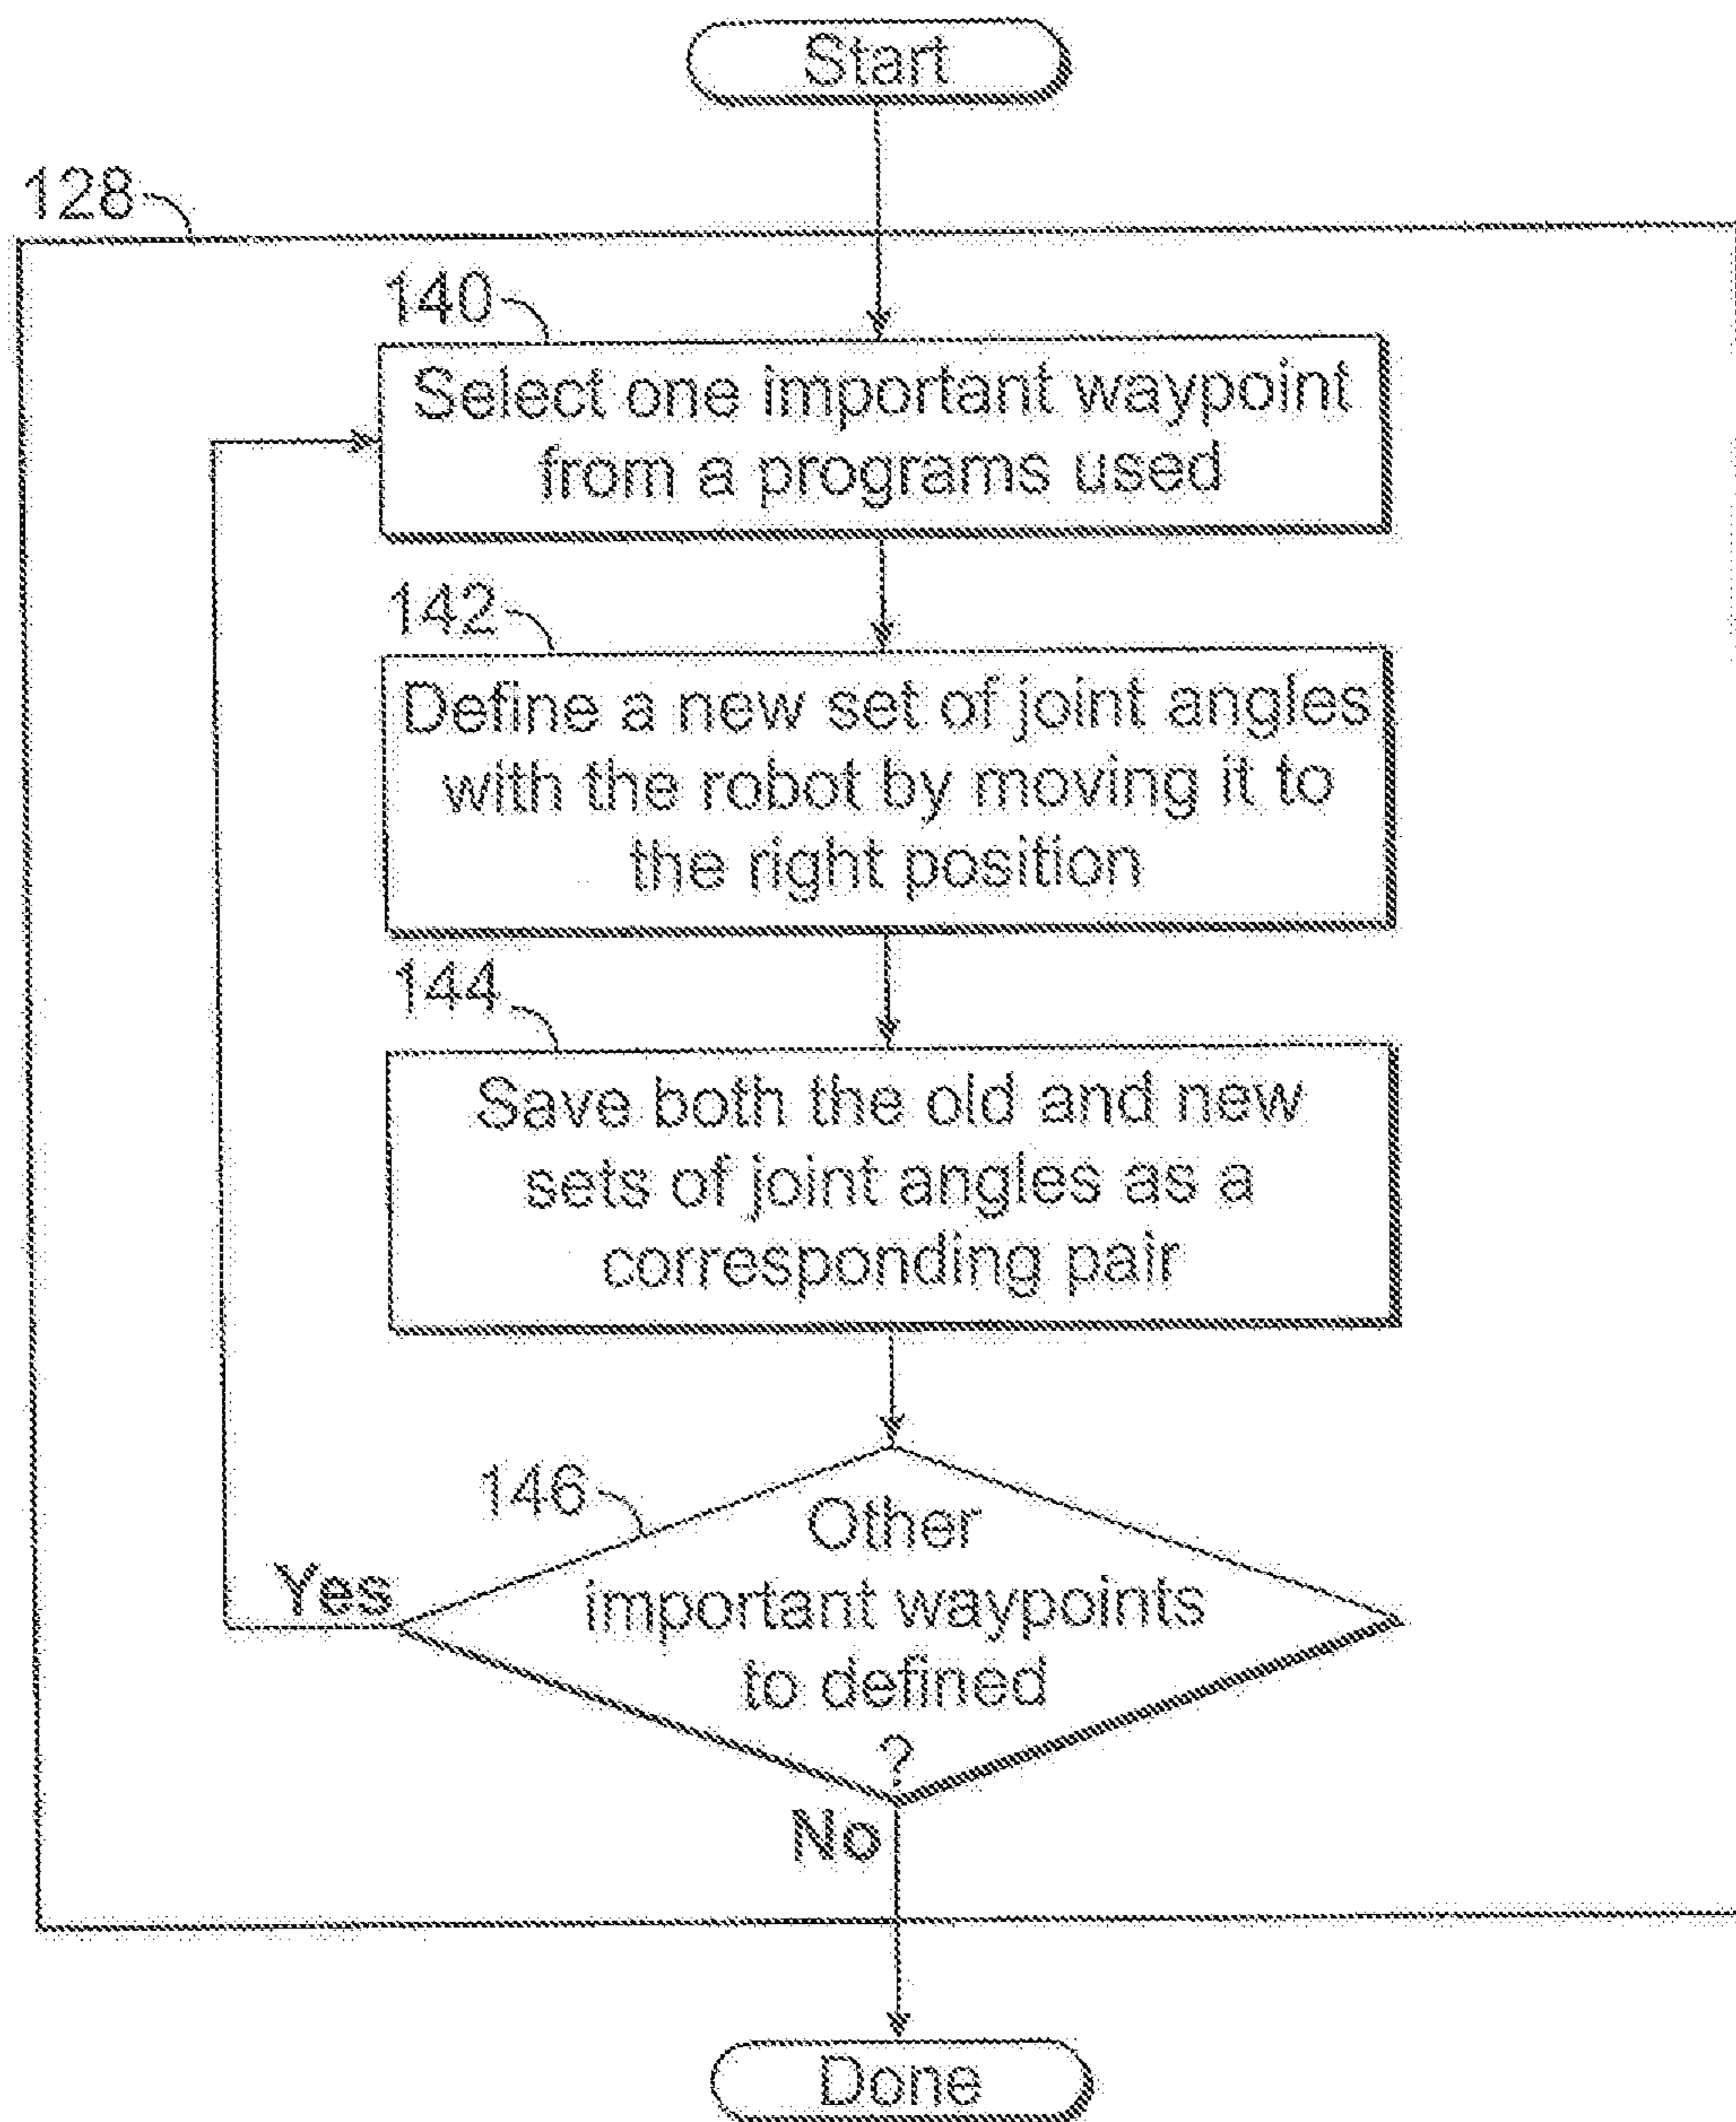 Start
128
140
Select one important waypoint
from a programs used
142
Define a new set of joint angles
with the robot by moving it to
the right position
144
Save both the old and new
sets of joint angles as a
corresponding pair
146
Other
important waypoints
to defined
?
Yes
No
Done